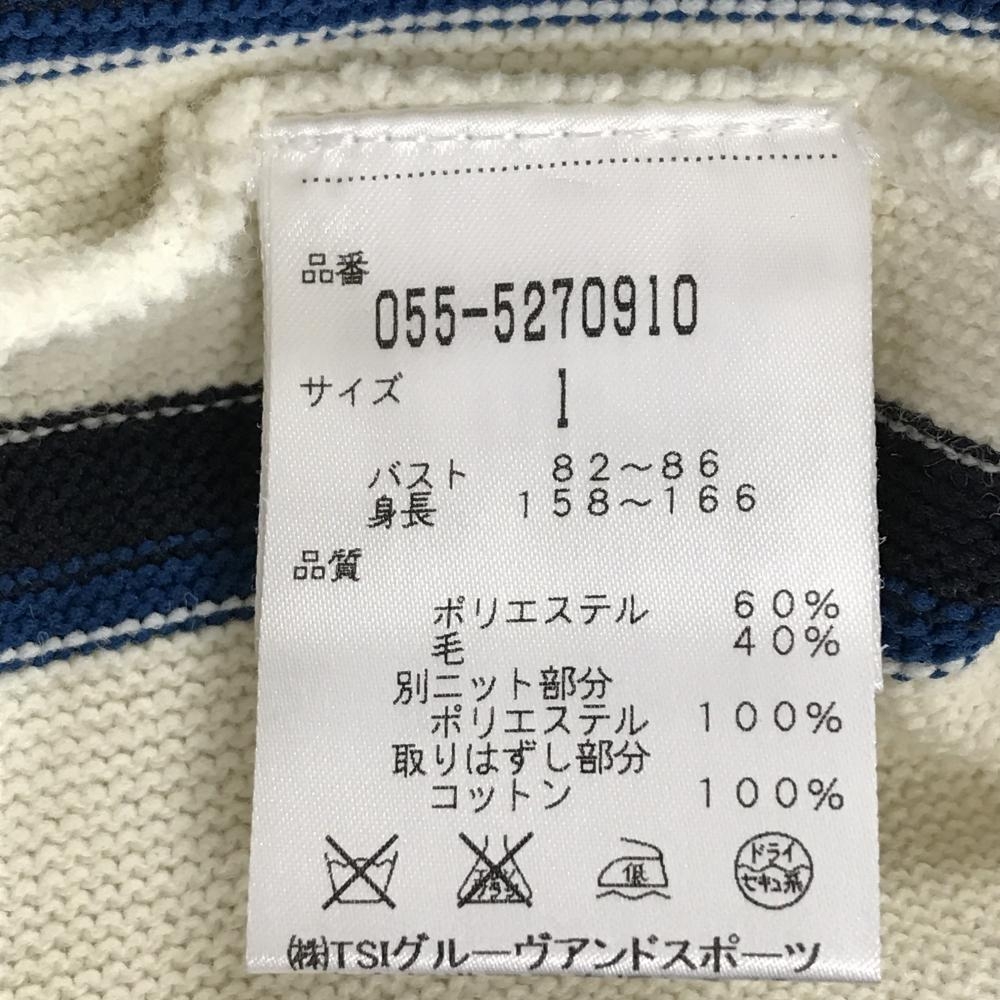 品番
055-5270910
サイズ 1
バスト 82～86
身長 158～166
品質
ポリエステル 60%
毛 40%
別ニット部分
ポリエステル 100%
取りはずし部分
コットン 100%
低
ドライ
セキユ系
㈱TSIグルーヴアンドスポーツ